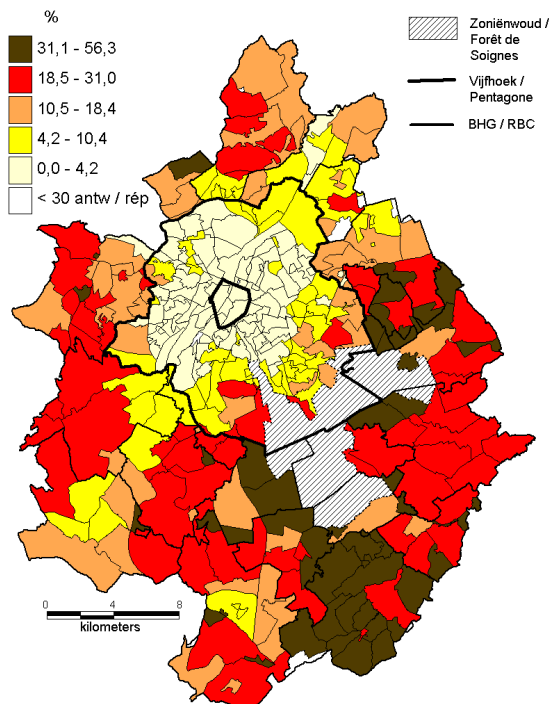 %
31,1 - 56,3
18,5 - 31,0
10,5 - 18,4
4,2 - 10,4
0,0 - 4,2
< 30 antw / rép
Zoniënwoud /
Forêt de
Soignes
Vijfhoek /
Pentagone
BHG / RBC
0 4 8
kilometers